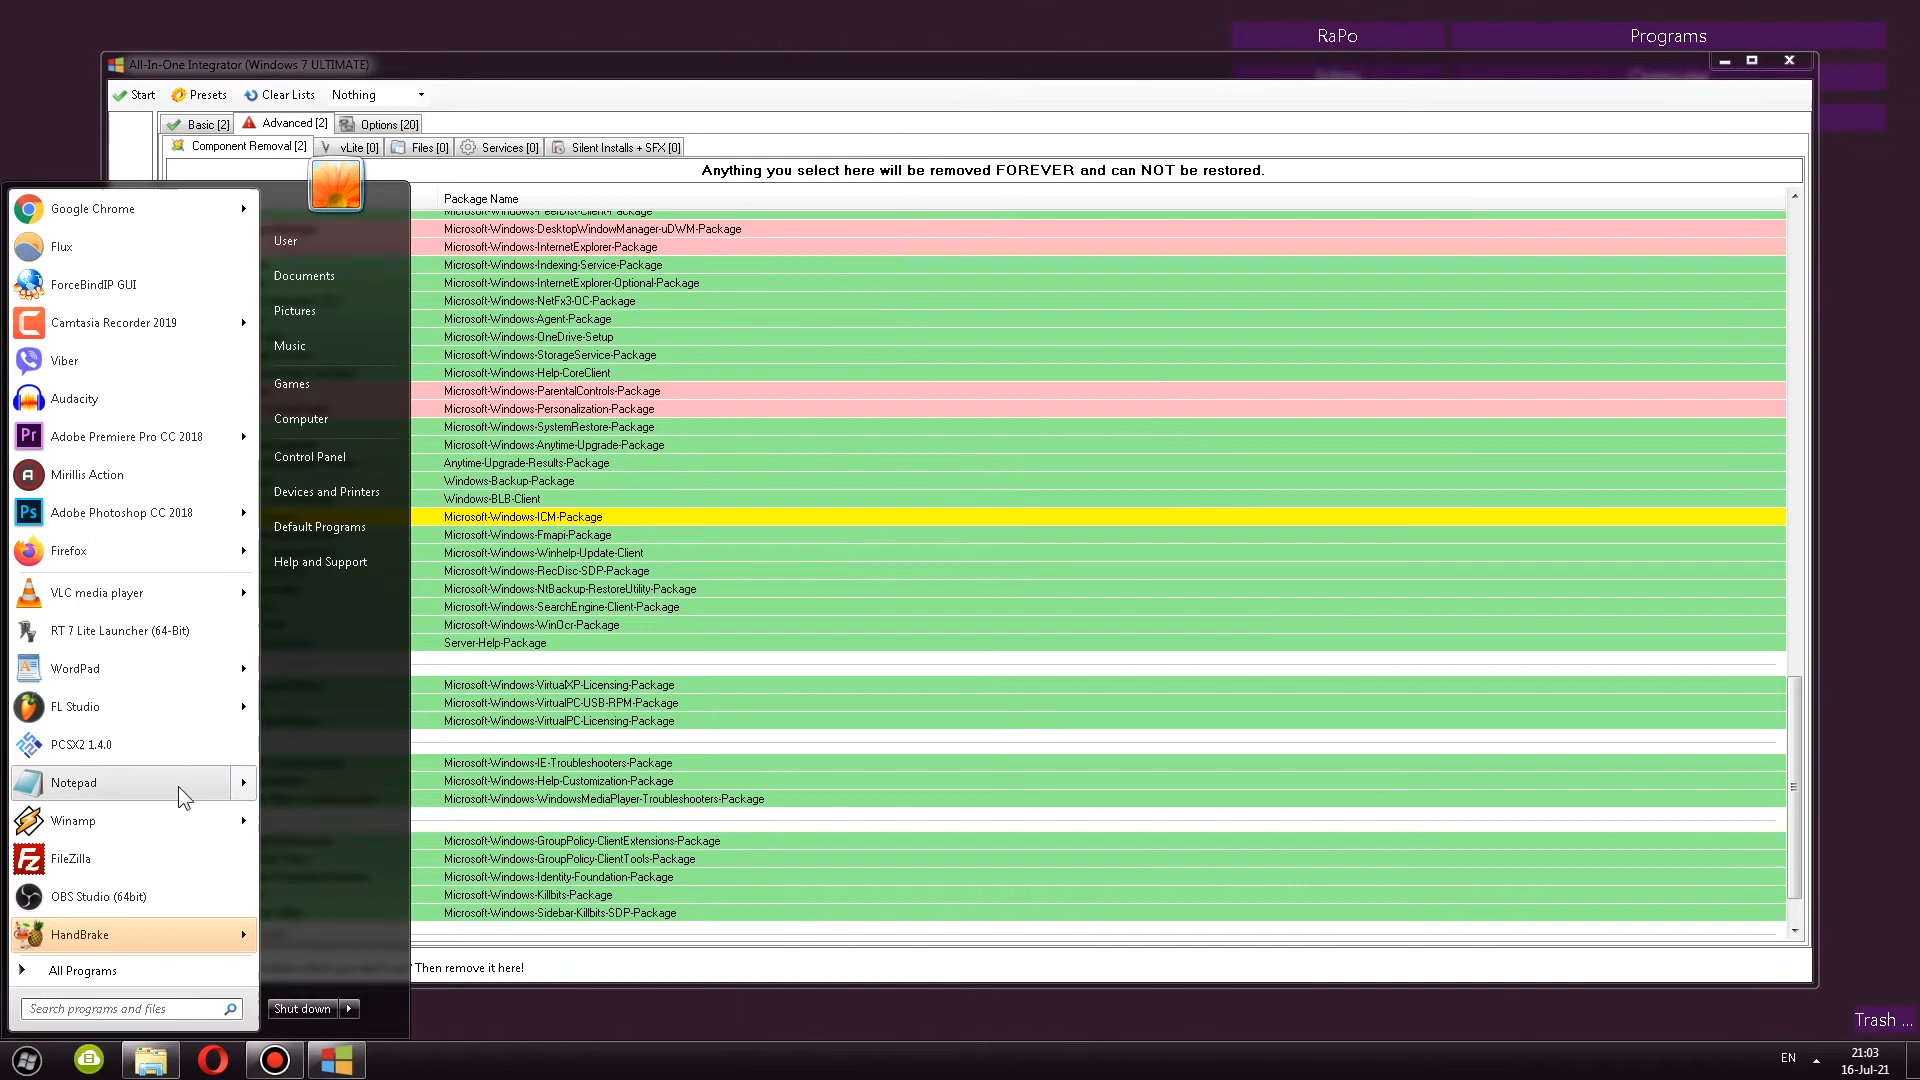 RaPo
Programs
All-In-One Integrator (Windows 7 ULTIMATE)
Start
Presets
Clear Lists
Nothing
Basic [2]
Advanced [2]
Options [20]
Component Removal [2]
vLite [0]
Files [0]
Services [0]
Silent Installs + SFX [0]
Anything you select here will be removed FOREVER and can NOT be restored.
Package Name
Microsoft-Windows-PeerDist-Client-Package
Microsoft-Windows-DesktopWindowManager-uDWM-Package
Microsoft-Windows-InternetExplorer-Package
Microsoft-Windows-Indexing-Service-Package
Microsoft-Windows-InternetExplorer-Optional-Package
Microsoft-Windows-NetFx3-OC-Package
Microsoft-Windows-Agent-Package
Microsoft-Windows-OneDrive-Setup
Microsoft-Windows-StorageService-Package
Microsoft-Windows-Help-CoreClient
Microsoft-Windows-ParentalControls-Package
Microsoft-Windows-Personalization-Package
Microsoft-Windows-SystemRestore-Package
Microsoft-Windows-Anytime-Upgrade-Package
Anytime-Upgrade-Results-Package
Windows-Backup-Package
Windows-BLB-Client
Microsoft-Windows-ICM-Package
Microsoft-Windows-Fmapi-Package
Microsoft-Windows-Winhelp-Update-Client
Microsoft-Windows-RecDisc-SDP-Package
Microsoft-Windows-NtBackup-RestoreUtility-Package
Microsoft-Windows-SearchEngine-Client-Package
Microsoft-Windows-WinOcr-Package
Server-Help-Package
Microsoft-Windows-VirtualXP-Licensing-Package
Microsoft-Windows-VirtualPC-USB-RPM-Package
Microsoft-Windows-VirtualPC-Licensing-Package
Microsoft-Windows-IE-Troubleshooters-Package
Microsoft-Windows-Help-Customization-Package
Microsoft-Windows-WindowsMediaPlayer-Troubleshooters-Package
Microsoft-Windows-GroupPolicy-ClientExtensions-Package
Microsoft-Windows-GroupPolicy-ClientTools-Package
Microsoft-Windows-Identity-Foundation-Package
Microsoft-Windows-Killbits-Package
Microsoft-Windows-Sidebar-Killbits-SDP-Package
? Then remove it here!
Google Chrome
Flux
ForceBindIP GUI
Camtasia Recorder 2019
Viber
Audacity
Adobe Premiere Pro CC 2018
Mirillis Action
Adobe Photoshop CC 2018
Firefox
VLC media player
RT 7 Lite Launcher (64-Bit)
WordPad
FL Studio
PCSX2 1.4.0
Notepad
Winamp
FileZilla
OBS Studio (64bit)
HandBrake
All Programs
Search programs and files
User
Documents
Pictures
Music
Games
Computer
Control Panel
Devices and Printers
Default Programs
Help and Support
Shut down
Trash ...
EN
21:03
16-Jul-21